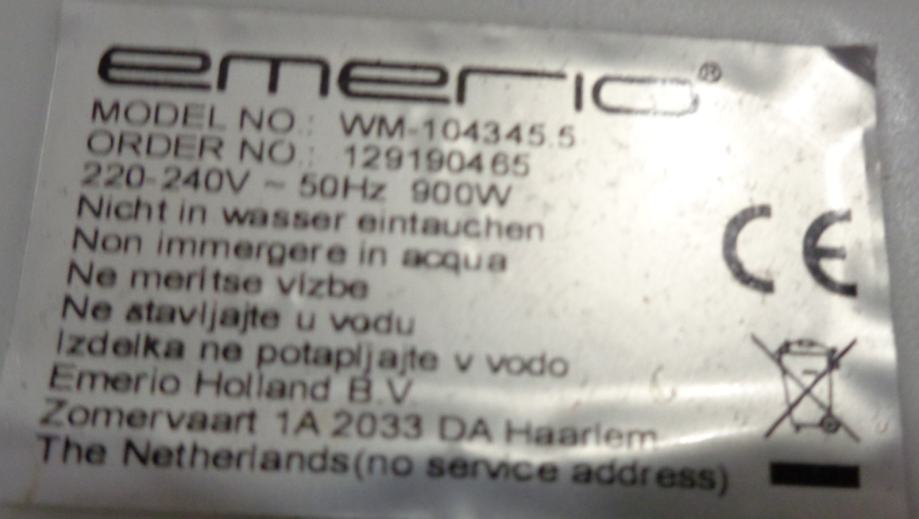 emerio®
MODEL NO.: WM-104345.5
ORDER NO.: 129190465
220-240V ~ 50Hz 900W
Nicht in wasser eintauchen
Non immergere in acqua
Ne meritse vizbe
Ne stavljajte u vodu
Izdelka ne potapljajte v vodo
Emerio Holland B.V
Zomervaart 1A 2033 DA Haarlem
The Netherlands(no service address)
CE